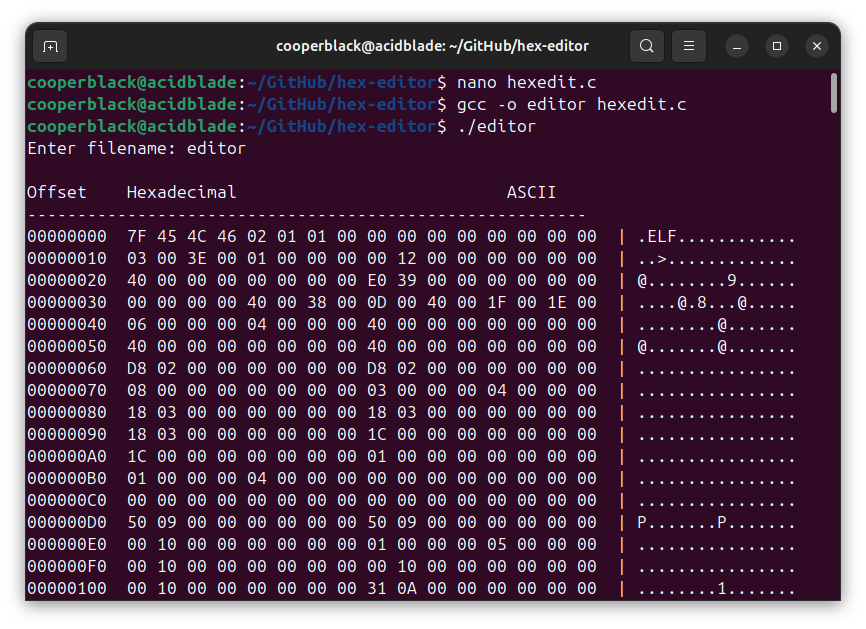 cooperblack@acidblade: ~/GitHub/hex-editor
cooperblack@acidblade:~/GitHub/hex-editor$ nano hexedit.c
cooperblack@acidblade:~/GitHub/hex-editor$ gcc -o editor hexedit.c
cooperblack@acidblade:~/GitHub/hex-editor$ ./editor
Enter filename: editor
Offset    Hexadecimal                           ASCII
--------------------------------------------------------
00000000  7F 45 4C 46 02 01 01 00 00 00 00 00 00 00 00 00  | .ELF............
00000010  03 00 3E 00 01 00 00 00 00 12 00 00 00 00 00 00  | ..>.............
00000020  40 00 00 00 00 00 00 00 E0 39 00 00 00 00 00 00  | @........9......
00000030  00 00 00 00 40 00 38 00 0D 00 40 00 1F 00 1E 00  | ....@.8...@.....
00000040  06 00 00 00 04 00 00 00 40 00 00 00 00 00 00 00  | ........@.......
00000050  40 00 00 00 00 00 00 00 40 00 00 00 00 00 00 00  | @.......@.......
00000060  D8 02 00 00 00 00 00 00 D8 02 00 00 00 00 00 00  | ................
00000070  08 00 00 00 00 00 00 00 03 00 00 00 04 00 00 00  | ................
00000080  18 03 00 00 00 00 00 00 18 03 00 00 00 00 00 00  | ................
00000090  18 03 00 00 00 00 00 00 1C 00 00 00 00 00 00 00  | ................
000000A0  1C 00 00 00 00 00 00 00 01 00 00 00 00 00 00 00  | ................
000000B0  01 00 00 00 04 00 00 00 00 00 00 00 00 00 00 00  | ................
000000C0  00 00 00 00 00 00 00 00 00 00 00 00 00 00 00 00  | ................
000000D0  50 09 00 00 00 00 00 00 50 09 00 00 00 00 00 00  | P.......P.......
000000E0  00 10 00 00 00 00 00 00 01 00 00 00 05 00 00 00  | ................
000000F0  00 10 00 00 00 00 00 00 00 10 00 00 00 00 00 00  | ................
00000100  00 10 00 00 00 00 00 00 31 0A 00 00 00 00 00 00  | ........1.......